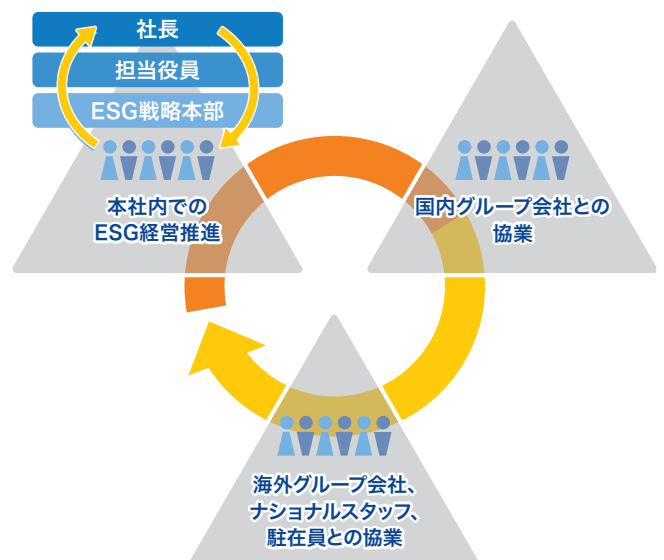 社長
担当役員
ESG戦略本部
本社内での
ESG経営推進
国内グループ会社との
協業
海外グループ会社、
ナショナルスタッフ、
駐在員との協業